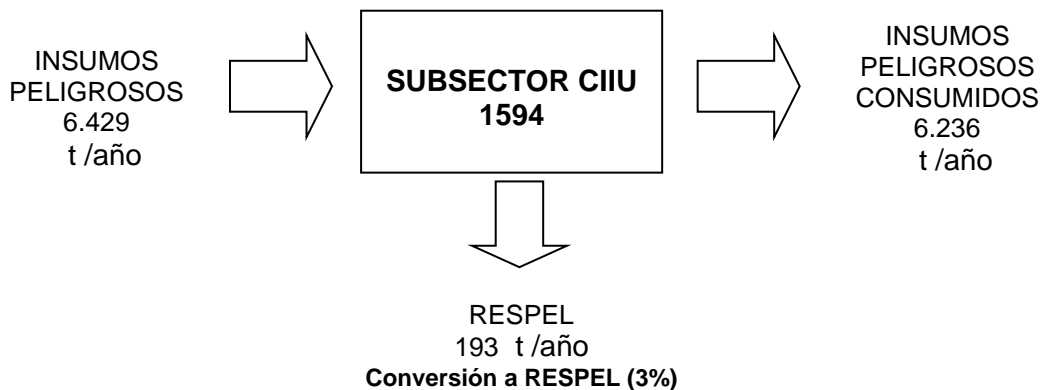 INSUMOS
PELIGROSOS
6.429
t /año
SUBSECTOR CIIU
1594
INSUMOS
PELIGROSOS
CONSUMIDOS
6.236
t /año
RESPEL
193 t /año
Conversión a RESPEL (3%)